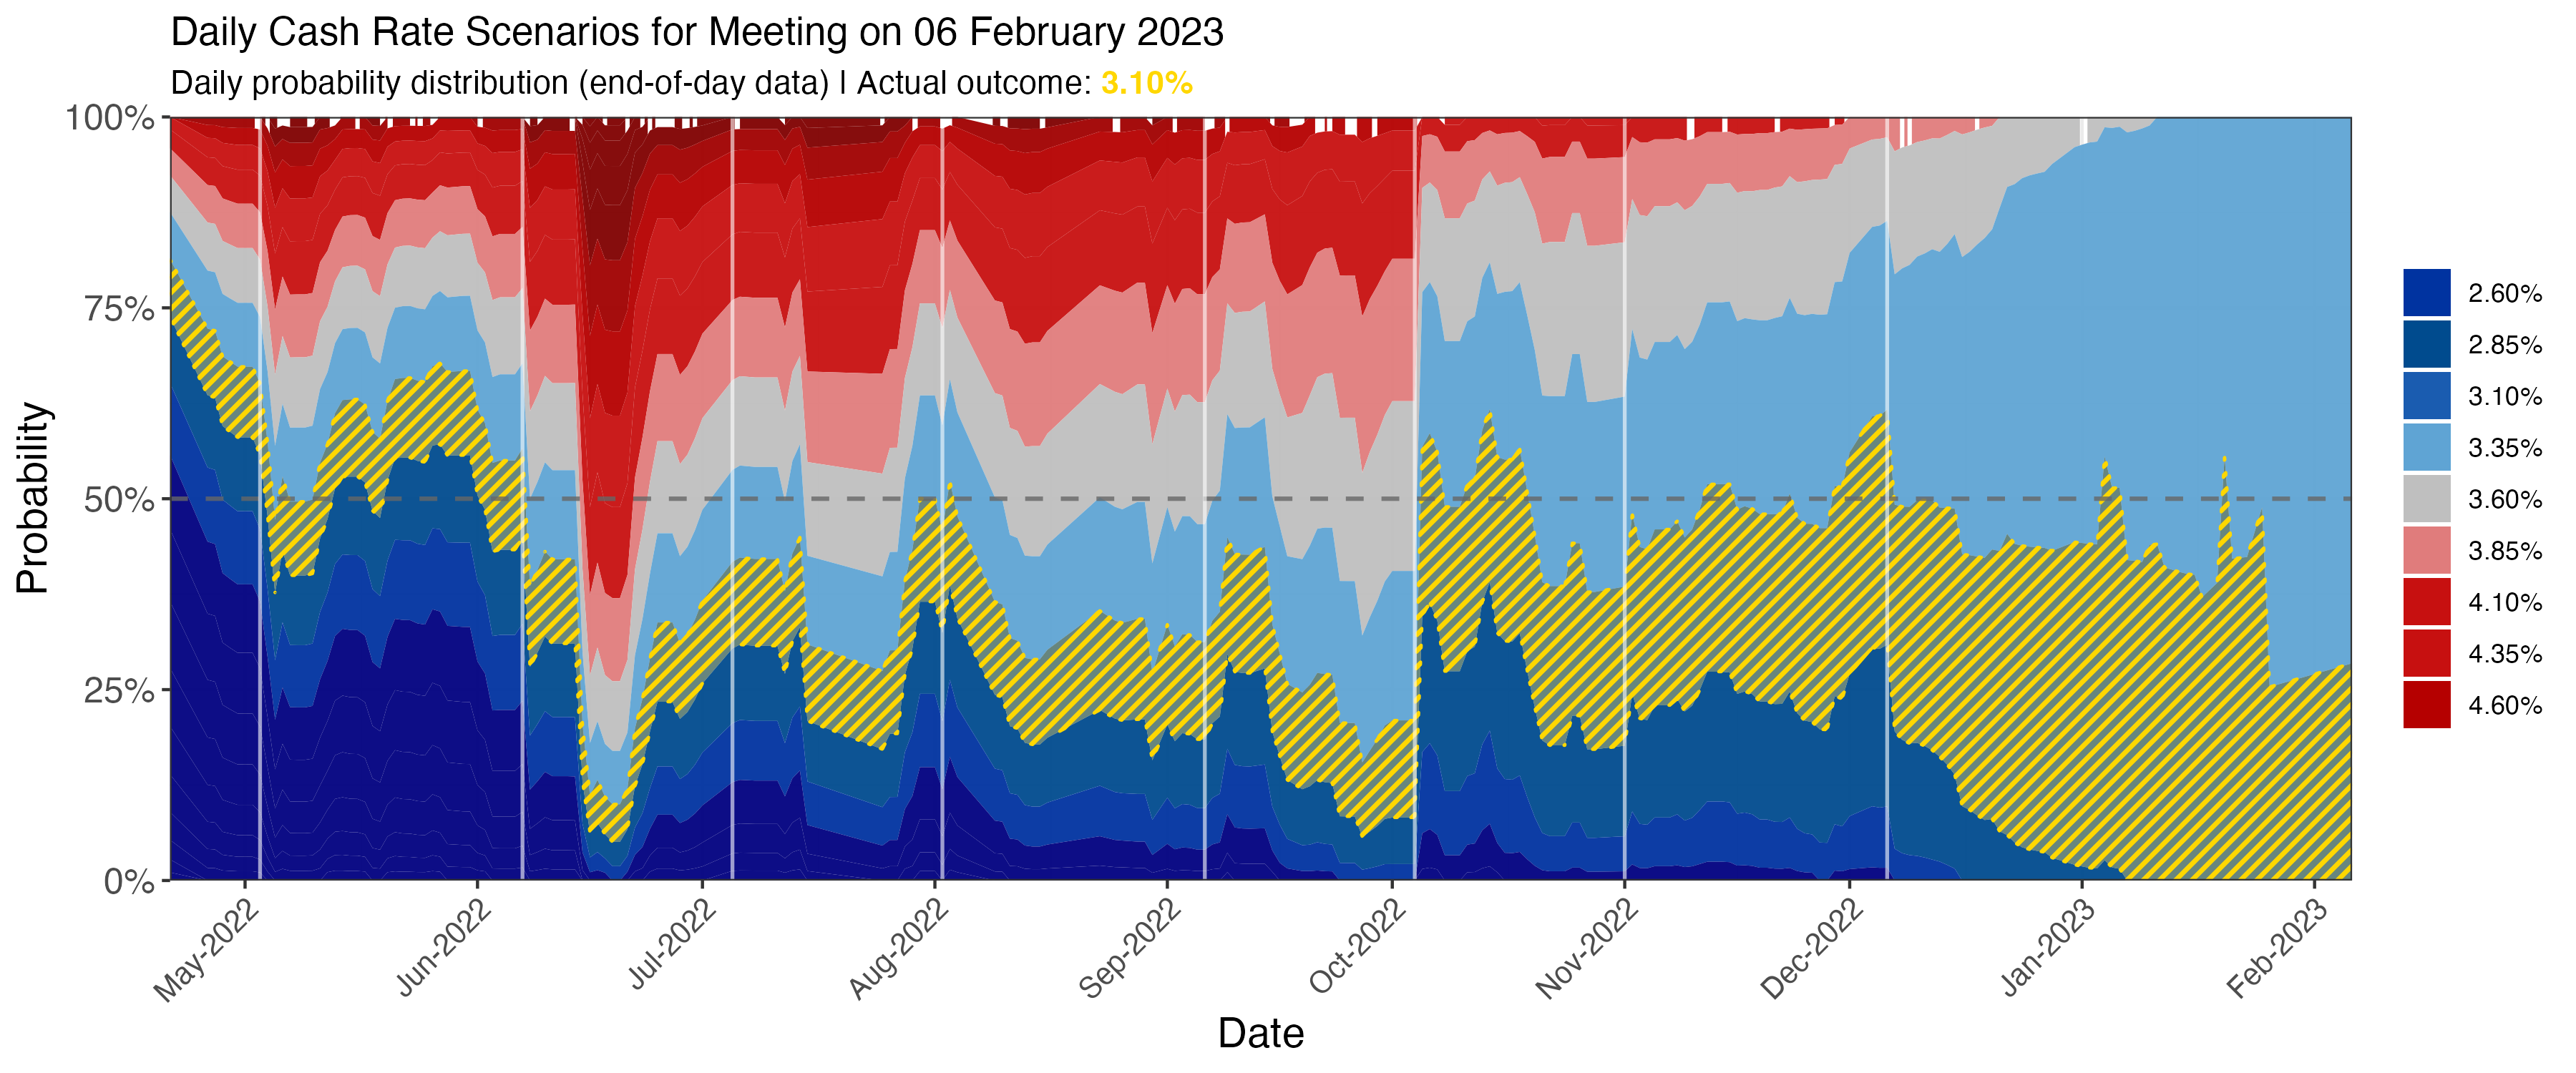 Daily Cash Rate Scenarios for Meeting on 06 February 2023
Daily probability distribution (end-of-day data) | Actual outcome: 3.10%
100%
75%
50%
25%
0%
Probability
May-2022
Jun-2022
Jul-2022
Aug-2022
Sep-2022
Oct-2022
Nov-2022
Dec-2022
Jan-2023
Feb-2023
Date
2.60%
2.85%
3.10%
3.35%
3.60%
3.85%
4.10%
4.35%
4.60%